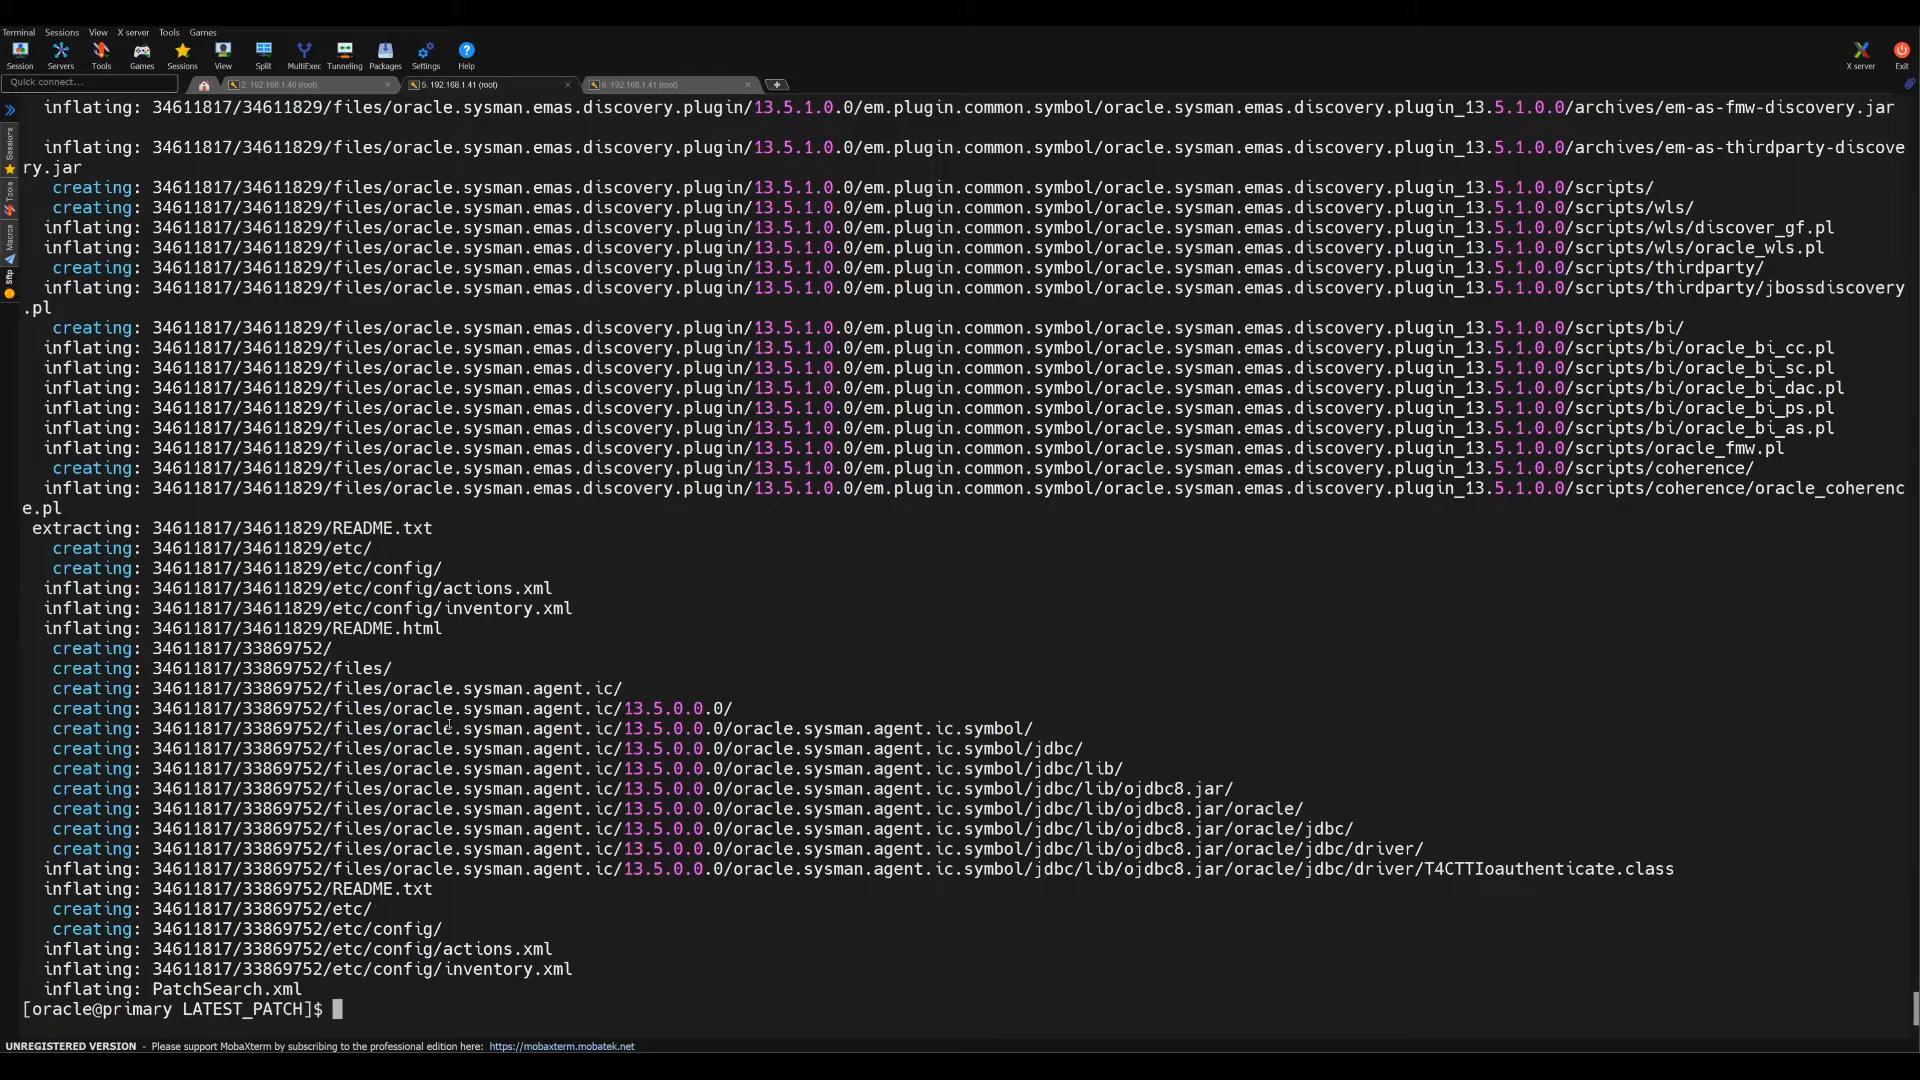 Terminal Sessions View X server Tools Games
Session Servers Tools Games Sessions View Split MultiExec Tunneling Packages Settings Help X server Exit
Quick connect... 2. 192.168.1.40 (root) 5. 192.168.1.41 (root) 6. 192.168.1.41 (root)
Sessions
Tools
Macros
Sftp
inflating: 34611817/34611829/files/oracle.sysman.emas.discovery.plugin/13.5.1.0.0/em.plugin.common.symbol/oracle.sysman.emas.discovery.plugin_13.5.1.0.0/archives/em-as-fmw-discovery.jar
inflating: 34611817/34611829/files/oracle.sysman.emas.discovery.plugin/13.5.1.0.0/em.plugin.common.symbol/oracle.sysman.emas.discovery.plugin_13.5.1.0.0/archives/em-as-thirdparty-discove
ry.jar
creating: 34611817/34611829/files/oracle.sysman.emas.discovery.plugin/13.5.1.0.0/em.plugin.common.symbol/oracle.sysman.emas.discovery.plugin_13.5.1.0.0/scripts/
creating: 34611817/34611829/files/oracle.sysman.emas.discovery.plugin/13.5.1.0.0/em.plugin.common.symbol/oracle.sysman.emas.discovery.plugin_13.5.1.0.0/scripts/wls/
inflating: 34611817/34611829/files/oracle.sysman.emas.discovery.plugin/13.5.1.0.0/em.plugin.common.symbol/oracle.sysman.emas.discovery.plugin_13.5.1.0.0/scripts/wls/discover_gf.pl
inflating: 34611817/34611829/files/oracle.sysman.emas.discovery.plugin/13.5.1.0.0/em.plugin.common.symbol/oracle.sysman.emas.discovery.plugin_13.5.1.0.0/scripts/wls/oracle_wls.pl
creating: 34611817/34611829/files/oracle.sysman.emas.discovery.plugin/13.5.1.0.0/em.plugin.common.symbol/oracle.sysman.emas.discovery.plugin_13.5.1.0.0/scripts/thirdparty/
inflating: 34611817/34611829/files/oracle.sysman.emas.discovery.plugin/13.5.1.0.0/em.plugin.common.symbol/oracle.sysman.emas.discovery.plugin_13.5.1.0.0/scripts/thirdparty/jbossdiscovery
.pl
creating: 34611817/34611829/files/oracle.sysman.emas.discovery.plugin/13.5.1.0.0/em.plugin.common.symbol/oracle.sysman.emas.discovery.plugin_13.5.1.0.0/scripts/bi/
inflating: 34611817/34611829/files/oracle.sysman.emas.discovery.plugin/13.5.1.0.0/em.plugin.common.symbol/oracle.sysman.emas.discovery.plugin_13.5.1.0.0/scripts/bi/oracle_bi_cc.pl
inflating: 34611817/34611829/files/oracle.sysman.emas.discovery.plugin/13.5.1.0.0/em.plugin.common.symbol/oracle.sysman.emas.discovery.plugin_13.5.1.0.0/scripts/bi/oracle_bi_sc.pl
inflating: 34611817/34611829/files/oracle.sysman.emas.discovery.plugin/13.5.1.0.0/em.plugin.common.symbol/oracle.sysman.emas.discovery.plugin_13.5.1.0.0/scripts/bi/oracle_bi_dac.pl
inflating: 34611817/34611829/files/oracle.sysman.emas.discovery.plugin/13.5.1.0.0/em.plugin.common.symbol/oracle.sysman.emas.discovery.plugin_13.5.1.0.0/scripts/bi/oracle_bi_ps.pl
inflating: 34611817/34611829/files/oracle.sysman.emas.discovery.plugin/13.5.1.0.0/em.plugin.common.symbol/oracle.sysman.emas.discovery.plugin_13.5.1.0.0/scripts/bi/oracle_bi_as.pl
inflating: 34611817/34611829/files/oracle.sysman.emas.discovery.plugin/13.5.1.0.0/em.plugin.common.symbol/oracle.sysman.emas.discovery.plugin_13.5.1.0.0/scripts/oracle_fmw.pl
creating: 34611817/34611829/files/oracle.sysman.emas.discovery.plugin/13.5.1.0.0/em.plugin.common.symbol/oracle.sysman.emas.discovery.plugin_13.5.1.0.0/scripts/coherence/
inflating: 34611817/34611829/files/oracle.sysman.emas.discovery.plugin/13.5.1.0.0/em.plugin.common.symbol/oracle.sysman.emas.discovery.plugin_13.5.1.0.0/scripts/coherence/oracle_coherenc
e.pl
extracting: 34611817/34611829/README.txt
creating: 34611817/34611829/etc/
creating: 34611817/34611829/etc/config/
inflating: 34611817/34611829/etc/config/actions.xml
inflating: 34611817/34611829/etc/config/inventory.xml
inflating: 34611817/34611829/README.html
creating: 34611817/33869752/
creating: 34611817/33869752/files/
creating: 34611817/33869752/files/oracle.sysman.agent.ic/
creating: 34611817/33869752/files/oracle.sysman.agent.ic/13.5.0.0.0/
creating: 34611817/33869752/files/oracle.sysman.agent.ic/13.5.0.0.0/oracle.sysman.agent.ic.symbol/
creating: 34611817/33869752/files/oracle.sysman.agent.ic/13.5.0.0.0/oracle.sysman.agent.ic.symbol/jdbc/
creating: 34611817/33869752/files/oracle.sysman.agent.ic/13.5.0.0.0/oracle.sysman.agent.ic.symbol/jdbc/lib/
creating: 34611817/33869752/files/oracle.sysman.agent.ic/13.5.0.0.0/oracle.sysman.agent.ic.symbol/jdbc/lib/ojdbc8.jar/
creating: 34611817/33869752/files/oracle.sysman.agent.ic/13.5.0.0.0/oracle.sysman.agent.ic.symbol/jdbc/lib/ojdbc8.jar/oracle/
creating: 34611817/33869752/files/oracle.sysman.agent.ic/13.5.0.0.0/oracle.sysman.agent.ic.symbol/jdbc/lib/ojdbc8.jar/oracle/jdbc/
creating: 34611817/33869752/files/oracle.sysman.agent.ic/13.5.0.0.0/oracle.sysman.agent.ic.symbol/jdbc/lib/ojdbc8.jar/oracle/jdbc/driver/
inflating: 34611817/33869752/files/oracle.sysman.agent.ic/13.5.0.0.0/oracle.sysman.agent.ic.symbol/jdbc/lib/ojdbc8.jar/oracle/jdbc/driver/T4CTTIoauthenticate.class
inflating: 34611817/33869752/README.txt
creating: 34611817/33869752/etc/
creating: 34611817/33869752/etc/config/
inflating: 34611817/33869752/etc/config/actions.xml
inflating: 34611817/33869752/etc/config/inventory.xml
inflating: PatchSearch.xml
[oracle@primary LATEST_PATCH]$
UNREGISTERED VERSION - Please support MobaXterm by subscribing to the professional edition here: https://mobaxterm.mobatek.net